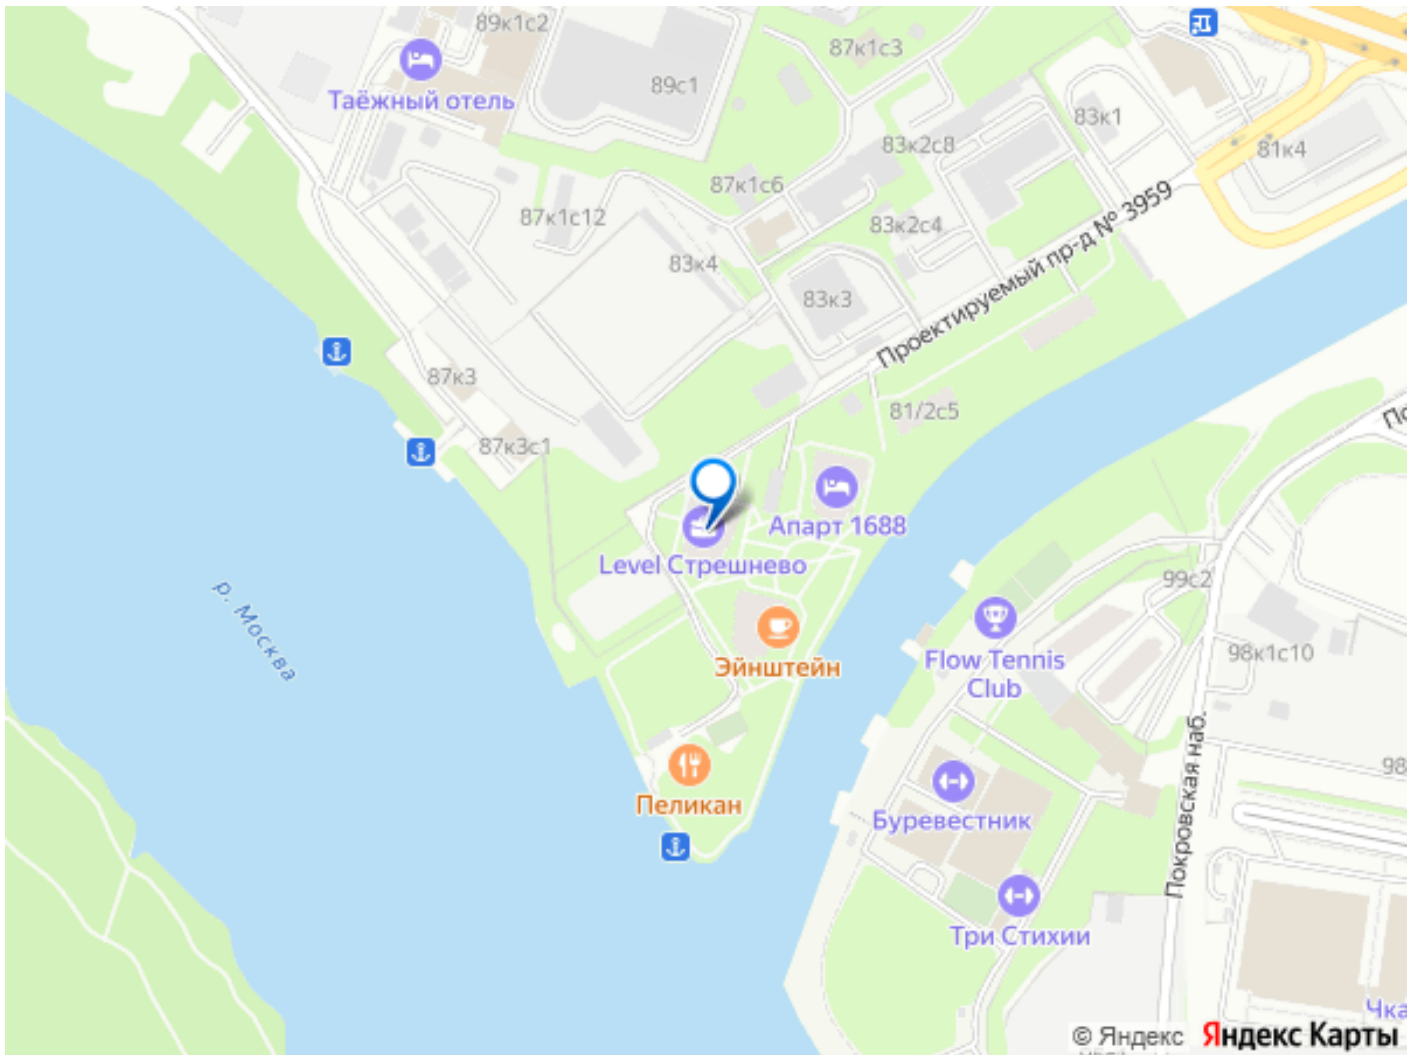 89к1с2
87к1с3
Таёжный отель
89с1
83к1
83к2с8
81к4
87к1с6
87к1с12
83к2с4
Проектируемый пр-д № 3959
83к4
83к3
87к3
81/2с5
87к3с1
Апарт 1688
Level Стрешнево
99с2
р. Москва
Эйнштейн
Flow Tennis
Club
98к1с10
Покровская наб.
98
Пеликан
Буревестник
Три Стихии
Чка
© Яндекс Яндекс Карты